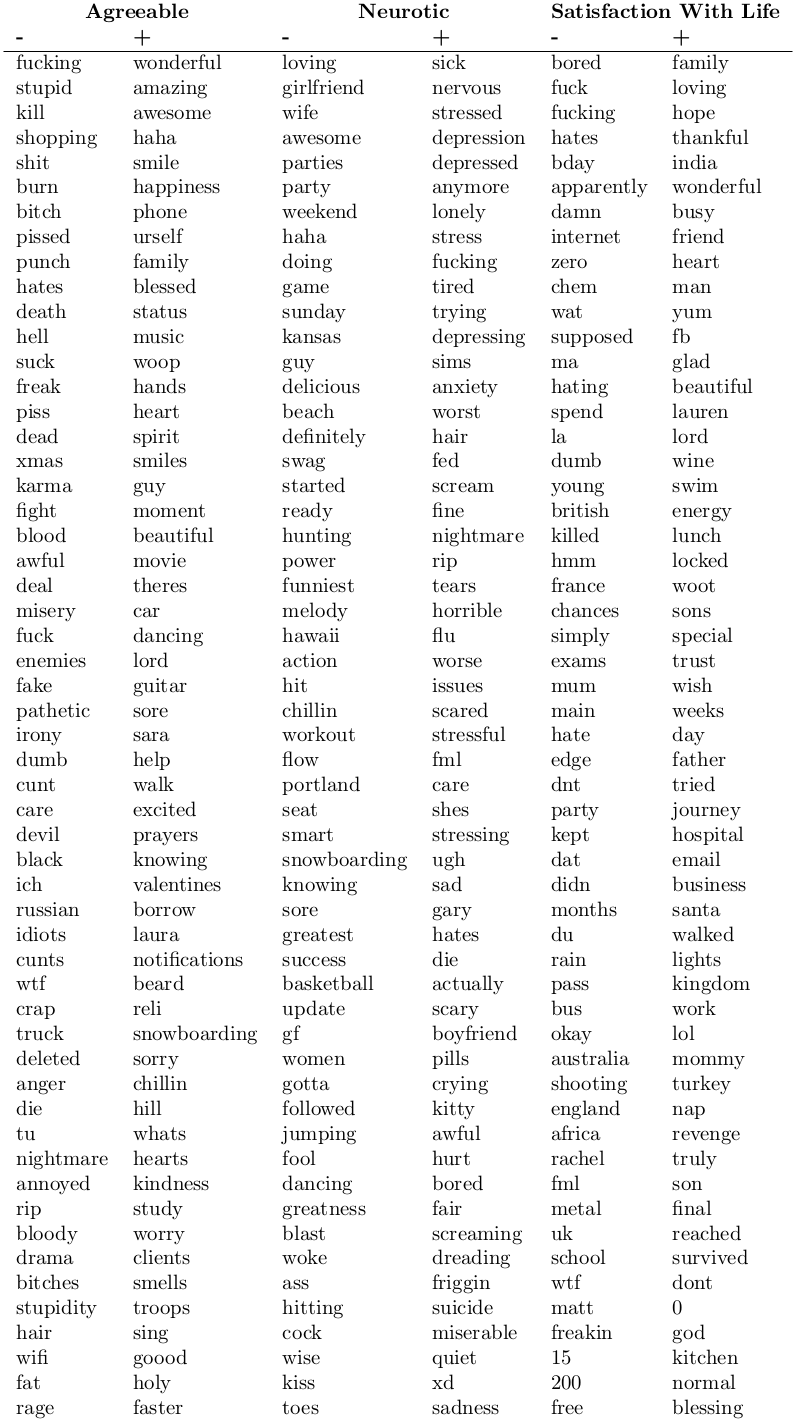 Agreeable Neurotic Satisfaction With Life
- + - + - +
fucking wonderful loving sick bored family
stupid amazing girlfriend nervous fuck loving
kill awesome wife stressed fucking hope
shopping haha awesome depression hates thankful
shit smile parties depressed bday india
burn happiness party anymore apparently wonderful
bitch phone weekend lonely damn busy
pissed urself haha stress internet friend
punch family doing fucking zero heart
hates blessed game tired chem man
death status sunday trying wat yum
hell music kansas depressing supposed fb
suck woop guy sims ma glad
freak hands delicious anxiety hating beautiful
piss heart beach worst spend lauren
dead spirit definitely hair la lord
xmas smiles swag fed dumb wine
karma guy started scream young swim
fight moment ready fine british energy
blood beautiful hunting nightmare killed lunch
awful movie power rip hmm locked
deal theres funniest tears france woot
misery car melody horrible chances sons
fuck dancing hawaii flu simply special
enemies lord action worse exams trust
fake guitar hit issues mum wish
pathetic sore chillin scared main weeks
irony sara workout stressful hate day
dumb help flow fml edge father
cunt walk portland care dnt tried
care excited seat shes party journey
devil prayers smart stressing kept hospital
black knowing snowboarding ugh dat email
ich valentines knowing sad didn business
russian borrow sore gary months santa
idiots laura greatest hates du walked
cunts notifications success die rain lights
wtf beard basketball actually pass kingdom
crap reli update scary bus work
truck snowboarding gf boyfriend okay lol
deleted sorry women pills australia mommy
anger chillin gotta crying shooting turkey
die hill followed kitty england nap
tu whats jumping awful africa revenge
nightmare hearts fool hurt rachel truly
annoyed kindness dancing bored fml son
rip study greatness fair metal final
bloody worry blast screaming uk reached
drama clients woke dreading school survived
bitches smells ass friggin wtf dont
stupidity troops hitting suicide matt 0
hair sing cock miserable freakin god
wifi goood wise quiet 15 kitchen
fat holy kiss xd 200 normal
rage faster toes sadness free blessing